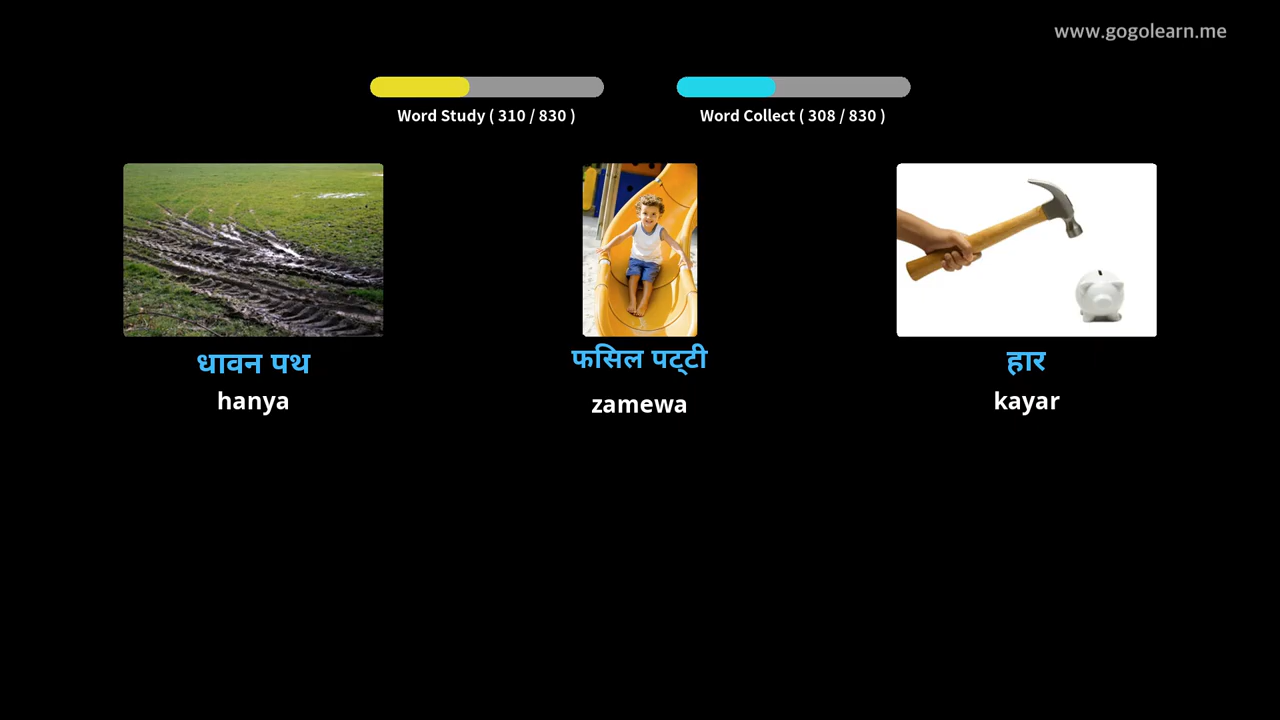 www.gogolearn.me
Word Study ( 310 / 830 )
Word Collect ( 308 / 830 )
धावन पथ
फसिल पट्टी
हार
hanya
zamewa
kayar